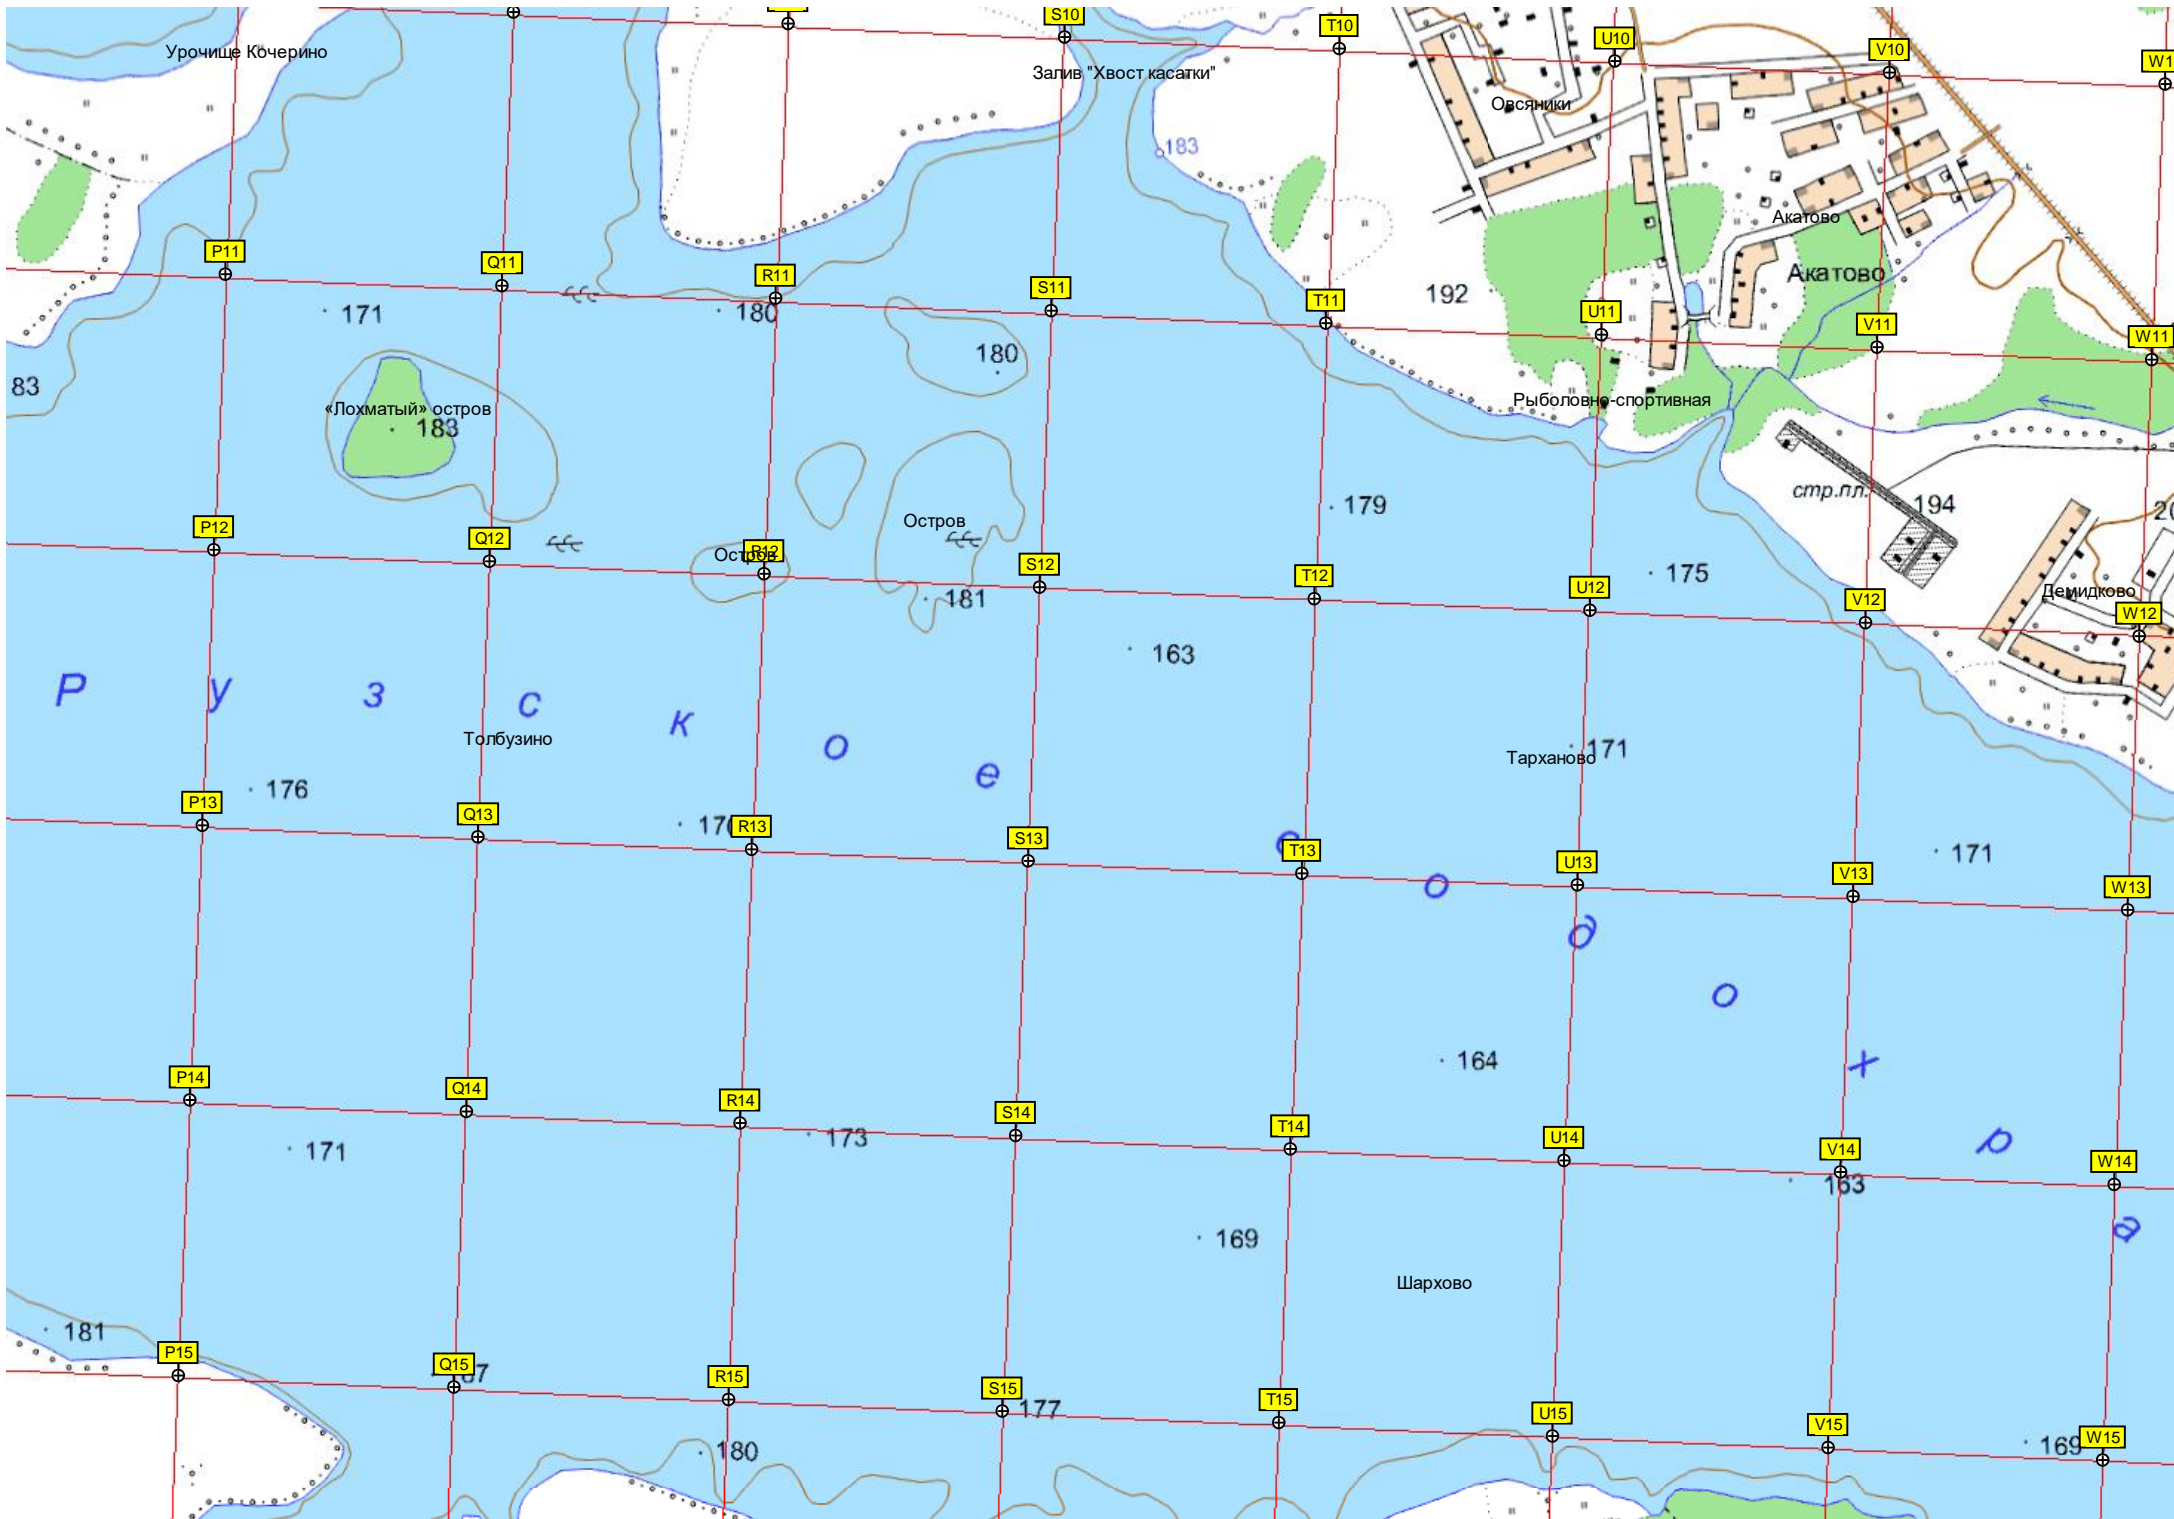 S10
T10
U10
V10
W1
Урочище Кочерино
Залив "Хвост касатки"
Овсяники
183
Акатово
P11
Q11
R11
S11
T11
U11
V11
W11
Акатово
192
171
180
180
83
«Лохматый» остров
183
Рыболовно-спортивная
стр.пл.
194
20
179
P12
Q12
R12
S12
T12
U12
V12
W12
Остров
Остров
181
175
Демидково
163
Р у з с к о е
Толбузино
Тарханово
171
176
P13
Q13
R13
S13
T13
U13
V13
W13
171
о д о х р а
164
P14
Q14
R14
S14
T14
U14
V14
W14
171
173
163
169
Шархово
181
P15
Q15
R15
S15
T15
U15
V15
W15
177
180
169